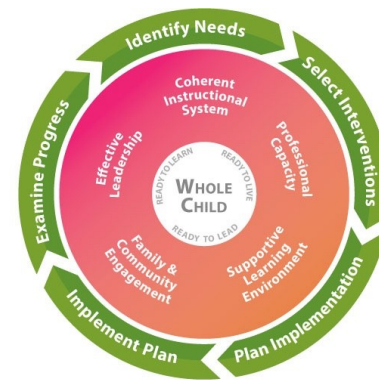 Identify Needs
Select Interventions
Plan Implementation
Implement Plan
Examine Progress
Coherent
Instructional
System
Professional
Capacity
Supportive
Learning
Environment
Family &
Community
Engagement
Effective
Leadership
READY TO LEARN
READY TO LIVE
READY TO LEAD
WHOLE
CHILD